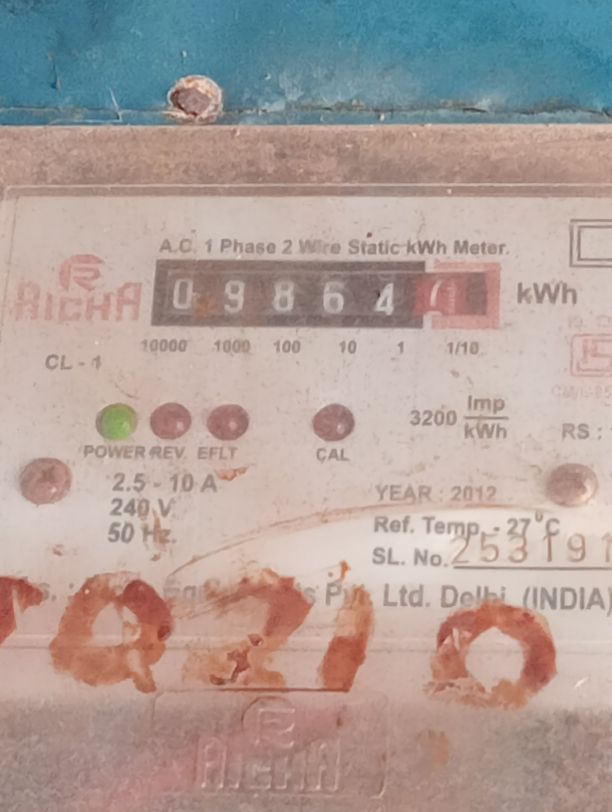 A.C. 1 Phase 2 Wire Static kWh Meter.
RICHA
0 9 8 6 4 kWh
10000 1000 100 10 1 1/10
CL - 1
3200 Imp/kWh
RS :
POWER REV. EFLT CAL
2.5 - 10 A
240 V
50 Hz.
YEAR : 2012
Ref. Temp. - 27°C
SL. No. 253191
Pvt. Ltd. Delhi (INDIA)
RICHA